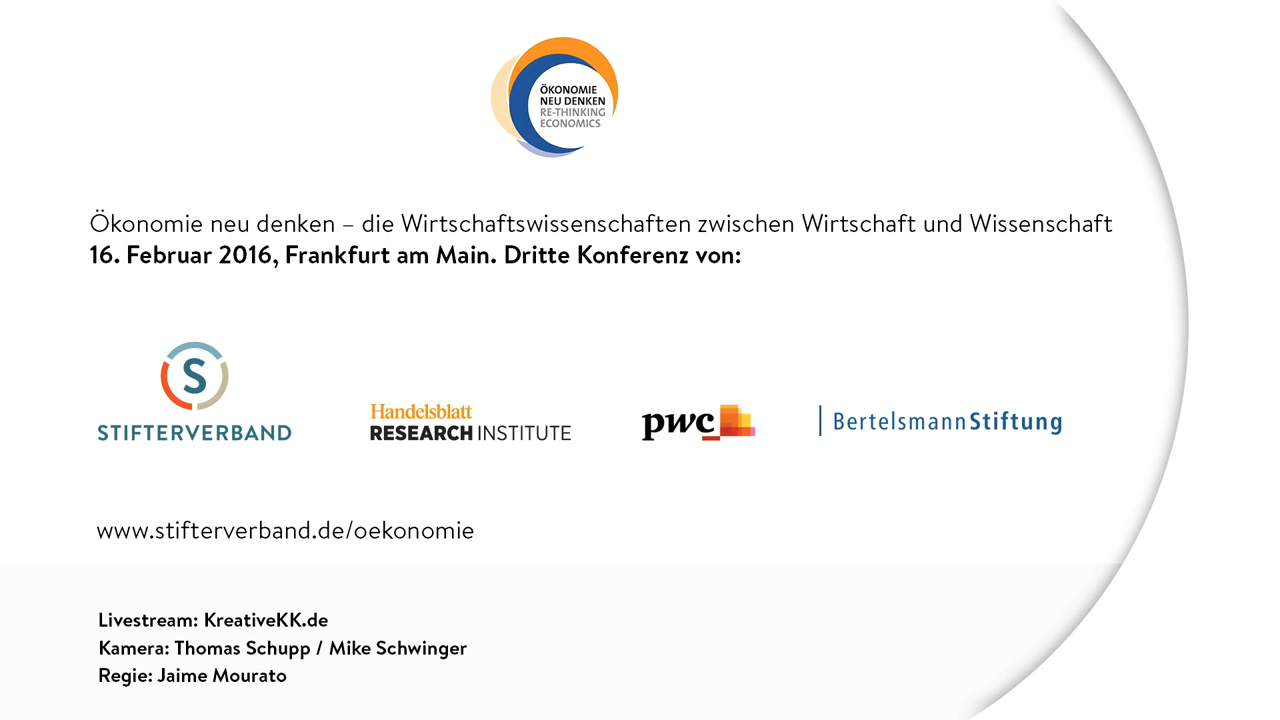 ÖKONOMIE
NEU DENKEN
RE-THINKING
ECONOMICS
Ökonomie neu denken – die Wirtschaftswissenschaften zwischen Wirtschaft und Wissenschaft
16. Februar 2016, Frankfurt am Main. Dritte Konferenz von:
S
STIFTERVERBAND
Handelsblatt
RESEARCH INSTITUTE
pwc
BertelsmannStiftung
www.stifterverband.de/oekonomie
Livestream: KreativeKK.de
Kamera: Thomas Schupp / Mike Schwinger
Regie: Jaime Mourato